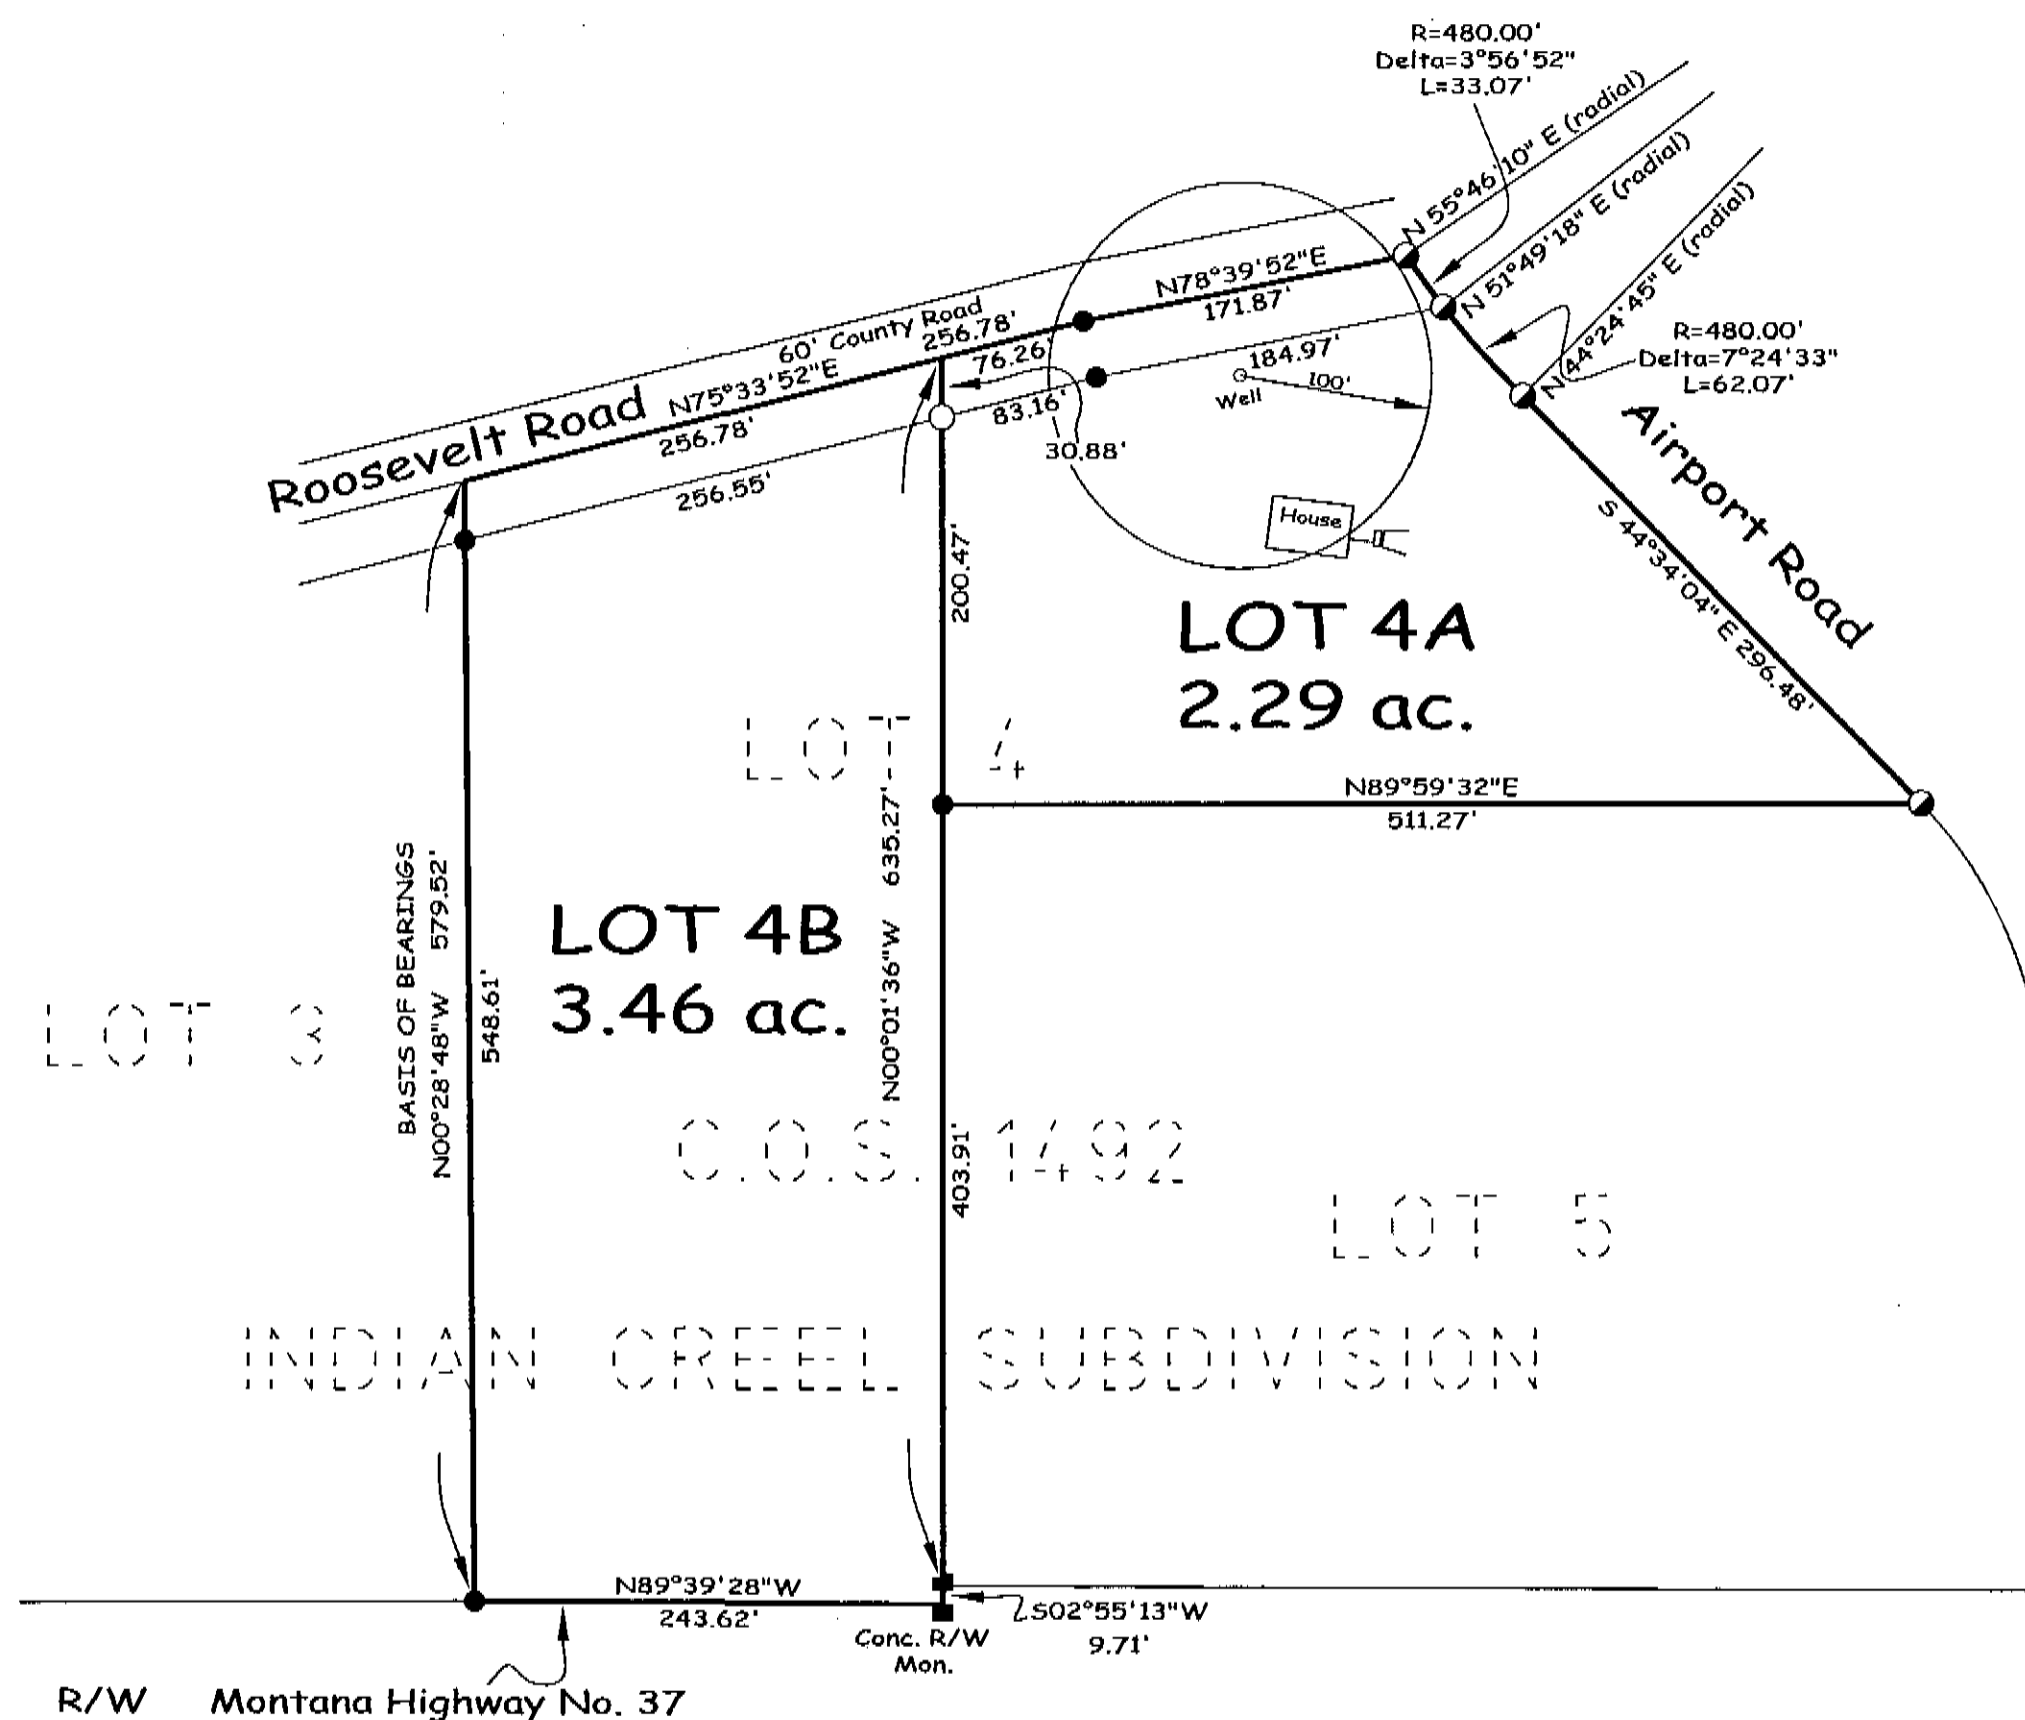 R=480.00'
Delta=3°56'52"
L=33.07'
N 55°46'10" E (radial)
N 51°49'18" E (radial)
N 44°24'45" E (radial)
R=480.00'
Delta=7°24'33"
L=62.07'
N78°39'52"E
171.87'
60' County Road
256.78'
76.26'
N75°33'52"E
256.78'
Roosevelt Road
184.97'
100'
Well
83.16'
30.88'
256.55'
House
Airport Road
S 44°34'04" E 296.48'
200.47'
LOT 4A
2.29 ac.
LOT 4
N89°59'32"E
511.27'
BASIS OF BEARINGS
N00°28'48"W 579.52'
548.61'
LOT 4B
3.46 ac.
N00°01'36"W 635.27'
403.91'
LOT 3
C.O.S. 1492
LOT 5
INDIAN CREEL SUBDIVISION
N89°39'28"W
243.62'
S02°55'13"W
9.71'
Conc. R/W
Mon.
R/W Montana Highway No. 37